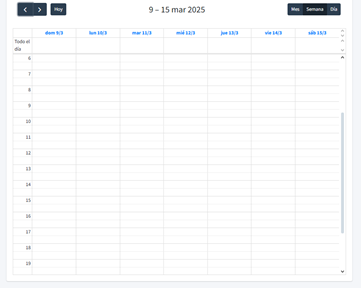 Hoy
9 – 15 mar 2025
Mes Semana Día
dom 9/3 lun 10/3 mar 11/3 mié 12/3 jue 13/3 vie 14/3 sáb 15/3
Todo el
día
6
7
8
9
10
11
12
13
14
15
16
17
18
19